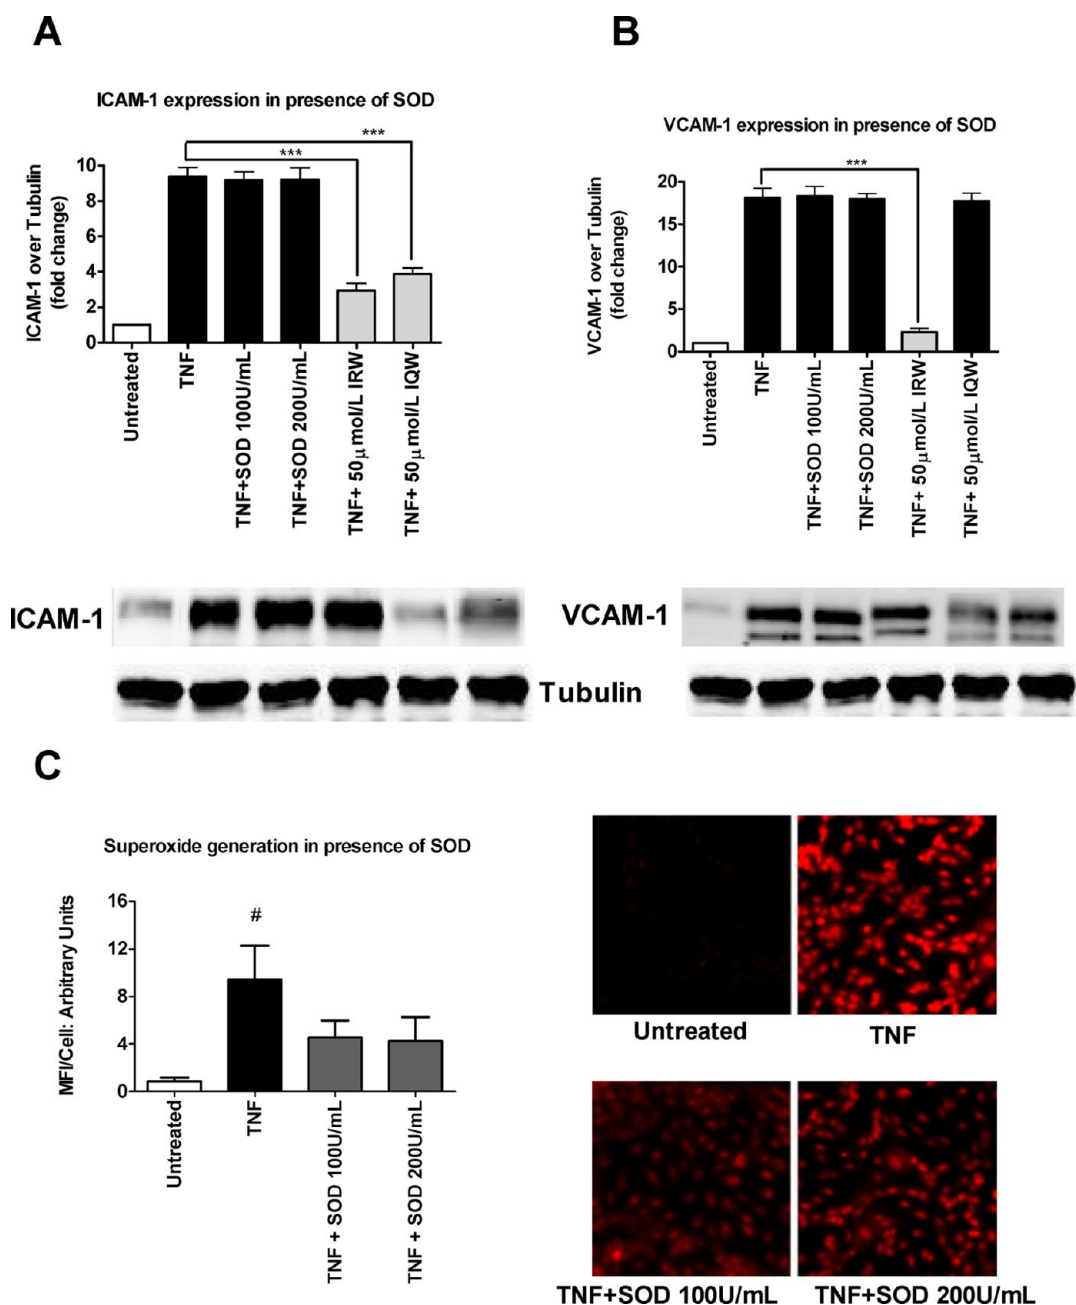 A
ICAM-1 expression in presence of SOD
***
***
ICAM-1 over Tubulin
(fold change)
10
8
6
4
2
0
Untreated
TNF
TNF+SOD 100U/mL
TNF+SOD 200U/mL
TNF+ 50μmol/L IRW
TNF+ 50μmol/L IQW
B
VCAM-1 expression in presence of SOD
***
VCAM-1 over Tubulin
(fold change)
20
15
10
5
0
Untreated
TNF
TNF+SOD 100U/mL
TNF+SOD 200U/mL
TNF+ 50μmol/L IRW
TNF+ 50μmol/L IQW
ICAM-1
VCAM-1
Tubulin
C
Superoxide generation in presence of SOD
MFI/Cell: Arbitrary Units
16
12
8
4
0
#
Untreated
TNF
TNF + SOD 100U/mL
TNF + SOD 200U/mL
Untreated
TNF
TNF+SOD 100U/mL
TNF+SOD 200U/mL